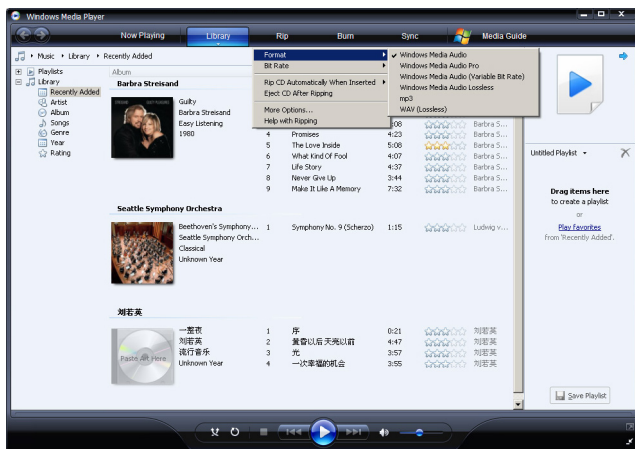 Windows Media Player
Now Playing Library Rip Burn Sync Media Guide
Music Library Recently Added
Format
Bit Rate
Rip CD Automatically When Inserted
Eject CD After Ripping
More Options...
Help with Ripping
Windows Media Audio
Windows Media Audio Pro
Windows Media Audio (Variable Bit Rate)
Windows Media Audio Lossless
mp3
WAV (Lossless)
Playlists
Library
Recently Added
Artist
Album
Songs
Genre
Year
Rating
Album
Barbra Streisand
Guilty
Barbra Streisand
Easy Listening
1980
5:08 Barbra S...
4 Promises 4:23 Barbra S...
5 The Love Inside 5:08 Barbra S...
6 What Kind Of Fool 4:07 Barbra S...
7 Life Story 4:37 Barbra S...
8 Never Give Up 3:44 Barbra S...
9 Make It Like A Memory 7:32 Barbra S...
Seattle Symphony Orchestra
Beethoven's Symphony... 1 Symphony No. 9 (Scherzo) 1:15 Ludwig v...
Seattle Symphony Orch...
Classical
Unknown Year
刘若英
Paste Art Here
一整夜 1 序 0:21 刘若英
刘若英 2 黄昏以后天亮以前 4:47 刘若英
流行音乐 3 光 3:57 刘若英
Unknown Year 4 一次幸福的机会 3:55 刘若英
Untitled Playlist
Drag items here
to create a playlist
or
Play Favorites
from 'Recently Added'.
Save Playlist